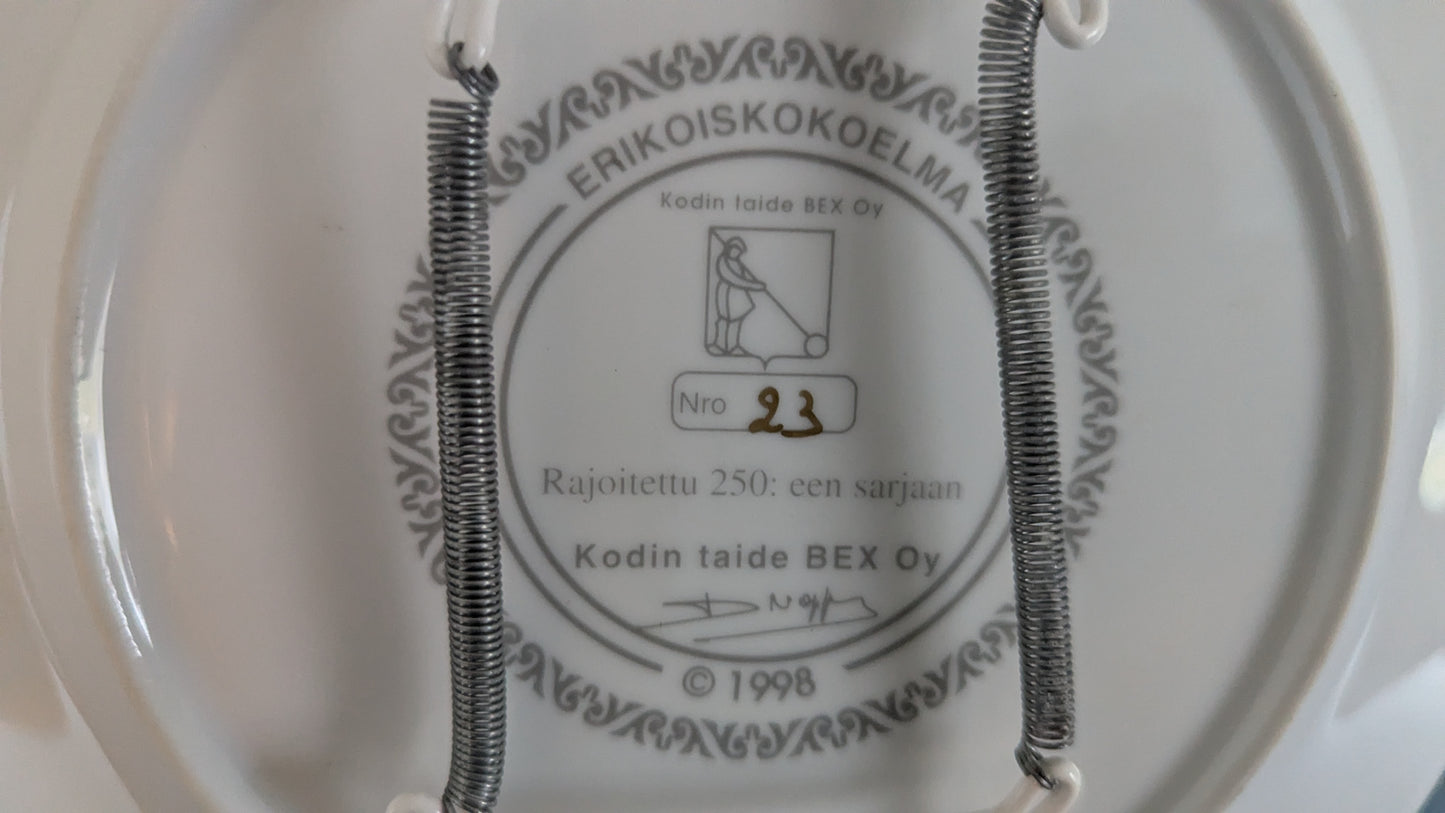 ERIKOISKOKOELMA
Kodin taide BEX Oy
Nro 23
Rajoitettu 250: een sarjaan
Kodin taide BEX Oy
© 1998